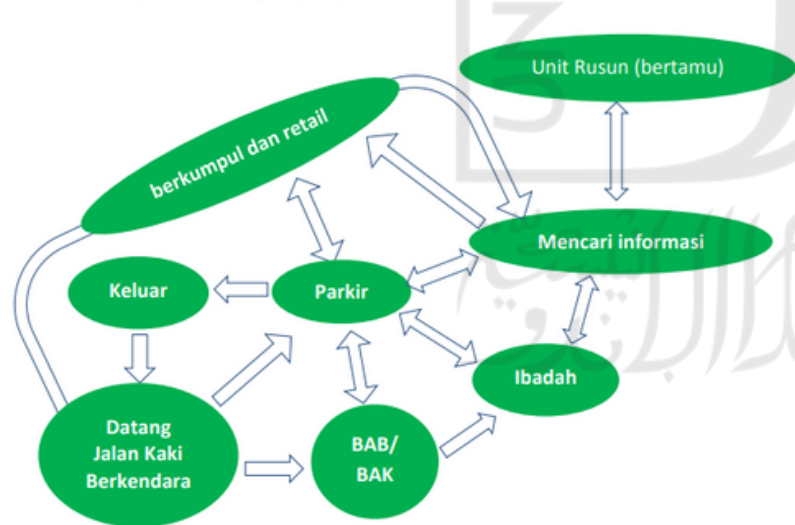 Unit Rusun (bertamu)
berkumpul dan retail
Mencari informasi
Keluar
Parkir
Ibadah
Datang
Jalan Kaki
Berkendara
BAB/
BAK